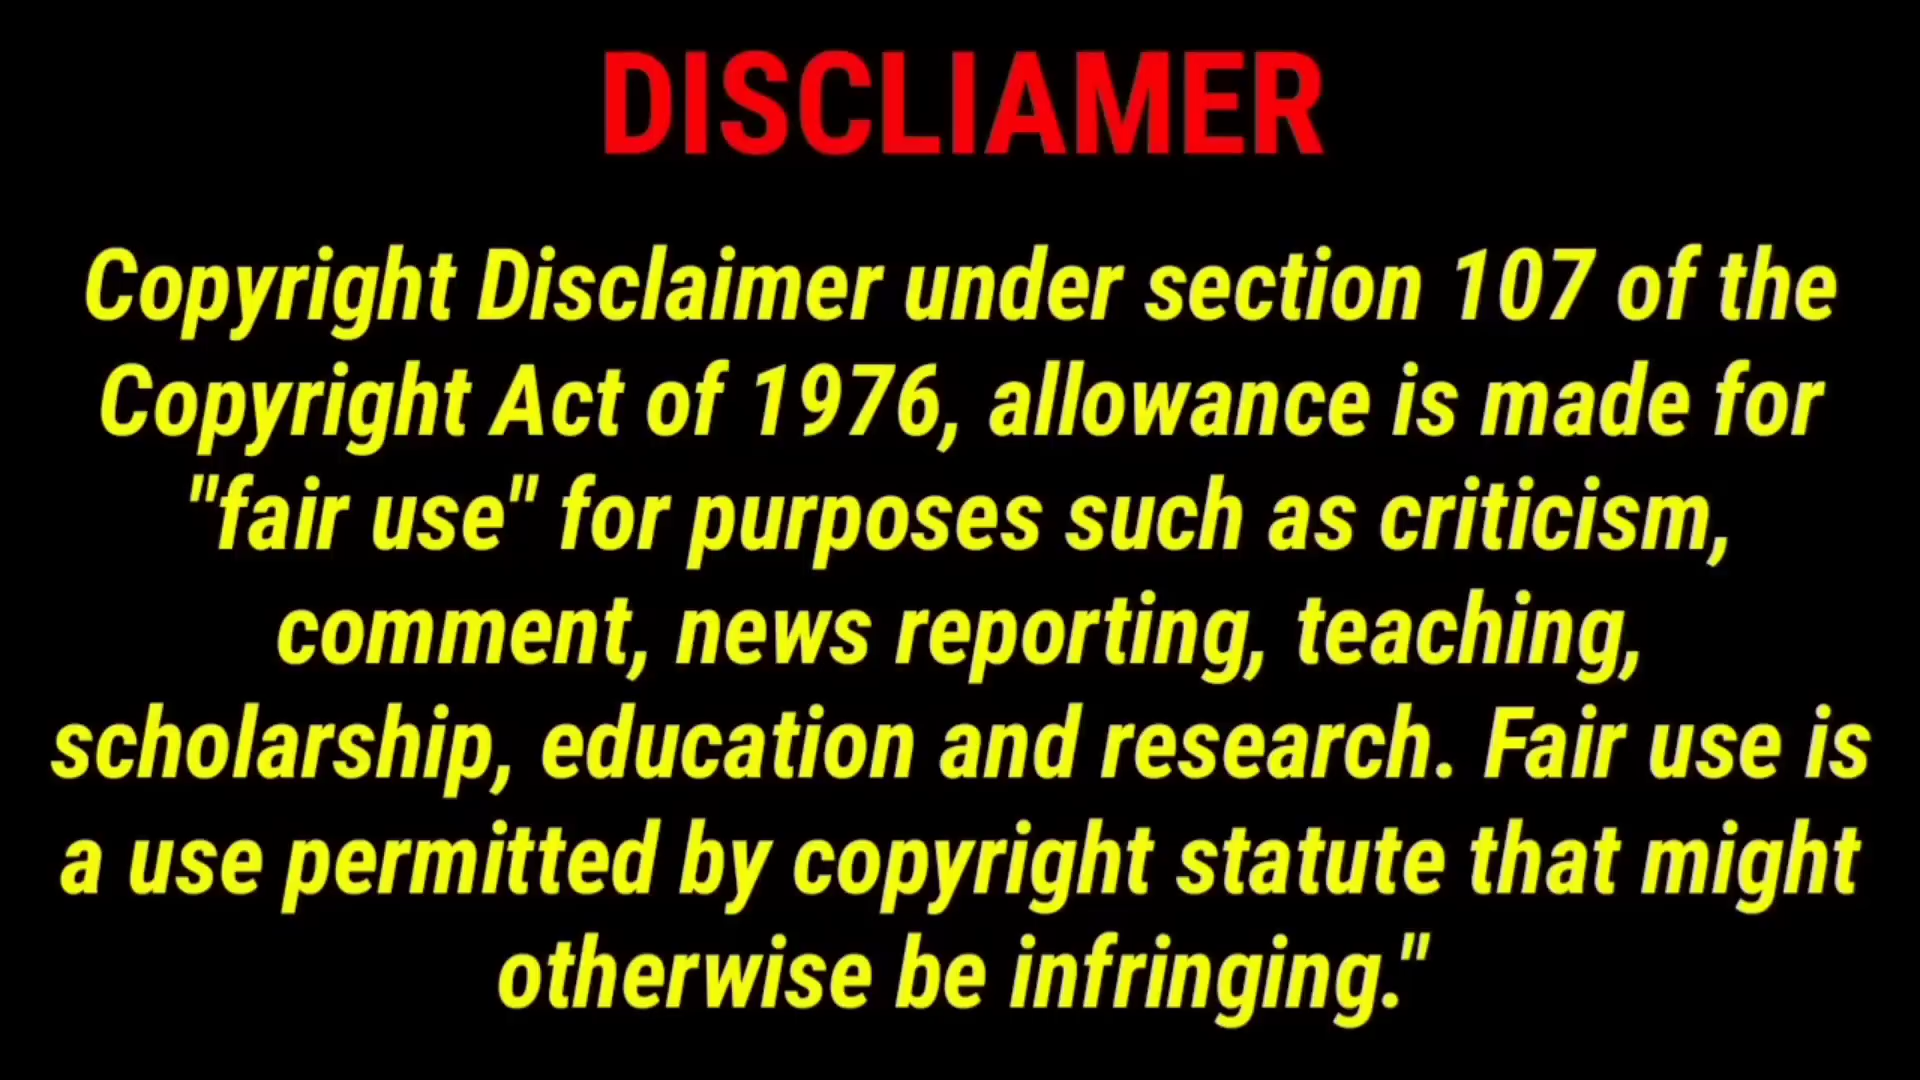 DISCLIAMER
Copyright Disclaimer under section 107 of the
Copyright Act of 1976, allowance is made for
"fair use" for purposes such as criticism,
comment, news reporting, teaching,
scholarship, education and research. Fair use is
a use permitted by copyright statute that might
otherwise be infringing."